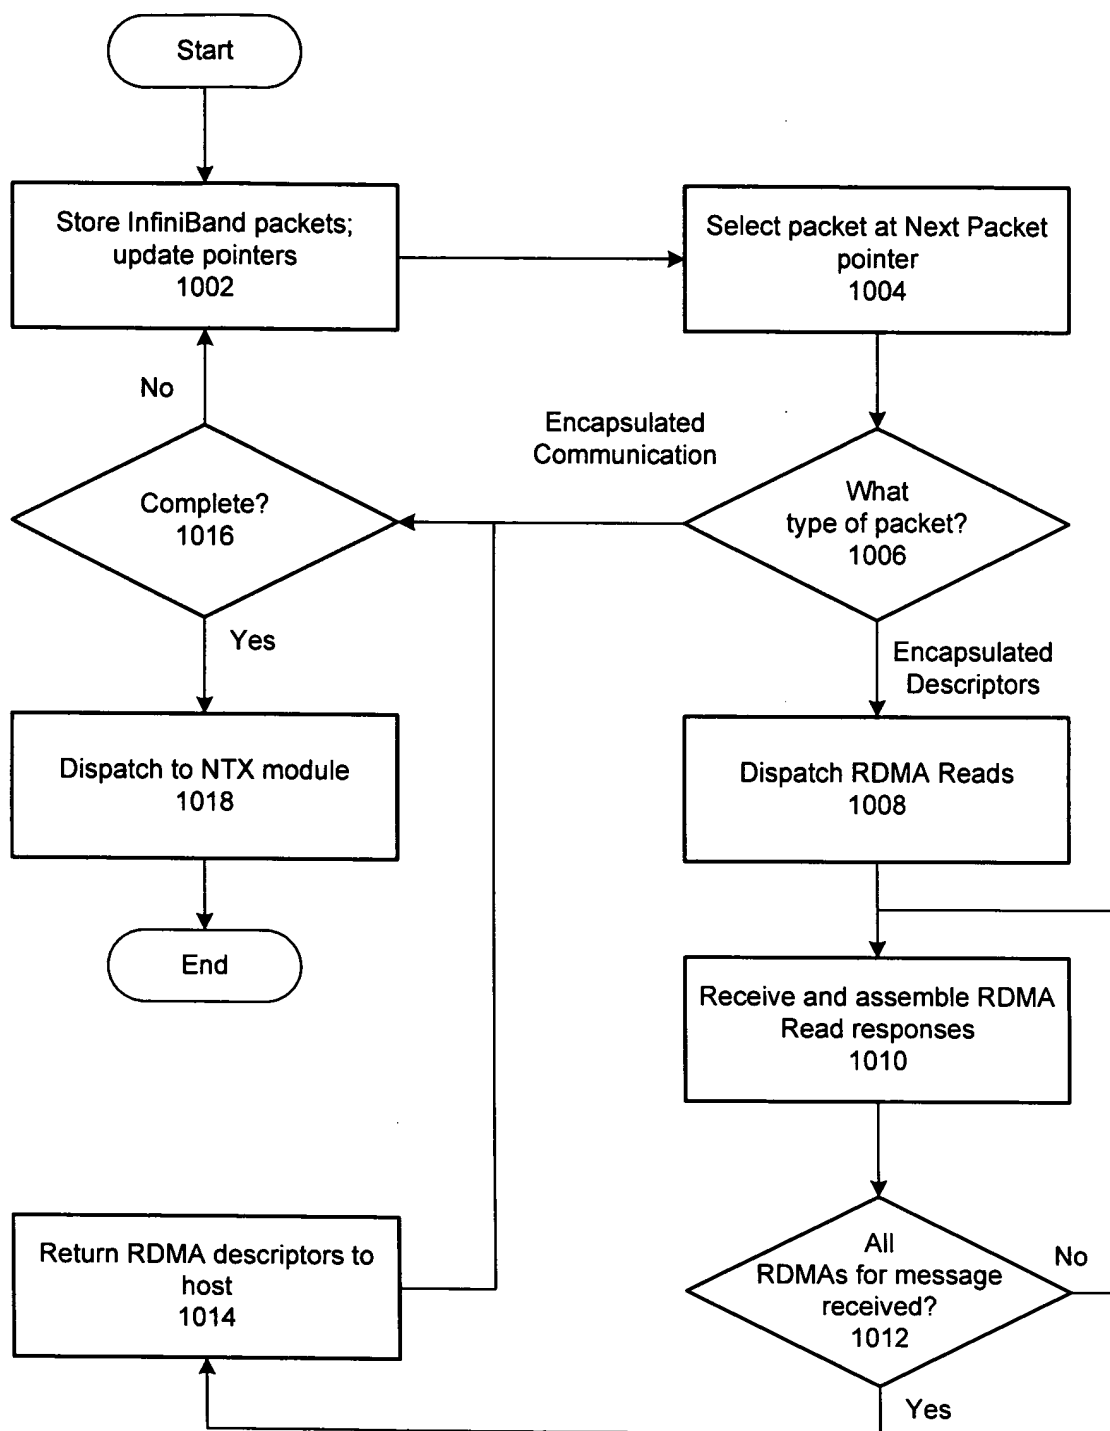 Start
Store InfiniBand packets;
update pointers
1002
Select packet at Next Packet
pointer
1004
No
Encapsulated
Communication
Complete?
1016
What
type of packet?
1006
Yes
Encapsulated
Descriptors
Dispatch to NTX module
1018
Dispatch RDMA Reads
1008
End
Receive and assemble RDMA
Read responses
1010
Return RDMA descriptors to
host
1014
All
RDMAs for message
received?
1012
No
Yes